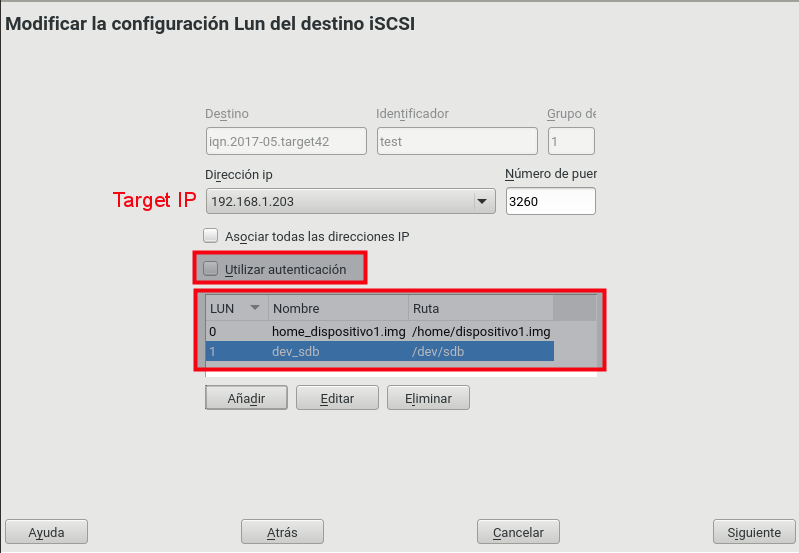 Modificar la configuración Lun del destino iSCSI
Destino Identificador Grupo de
iqn.2017-05.target42 test 1
Dirección ip Número de puer
Target IP 192.168.1.203 3260
Asociar todas las direcciones IP
Utilizar autenticación
LUN Nombre Ruta
0 home_dispositivo1.img /home/dispositivo1.img
1 dev_sdb /dev/sdb
Añadir Editar Eliminar
Ayuda Atrás Cancelar Siguiente